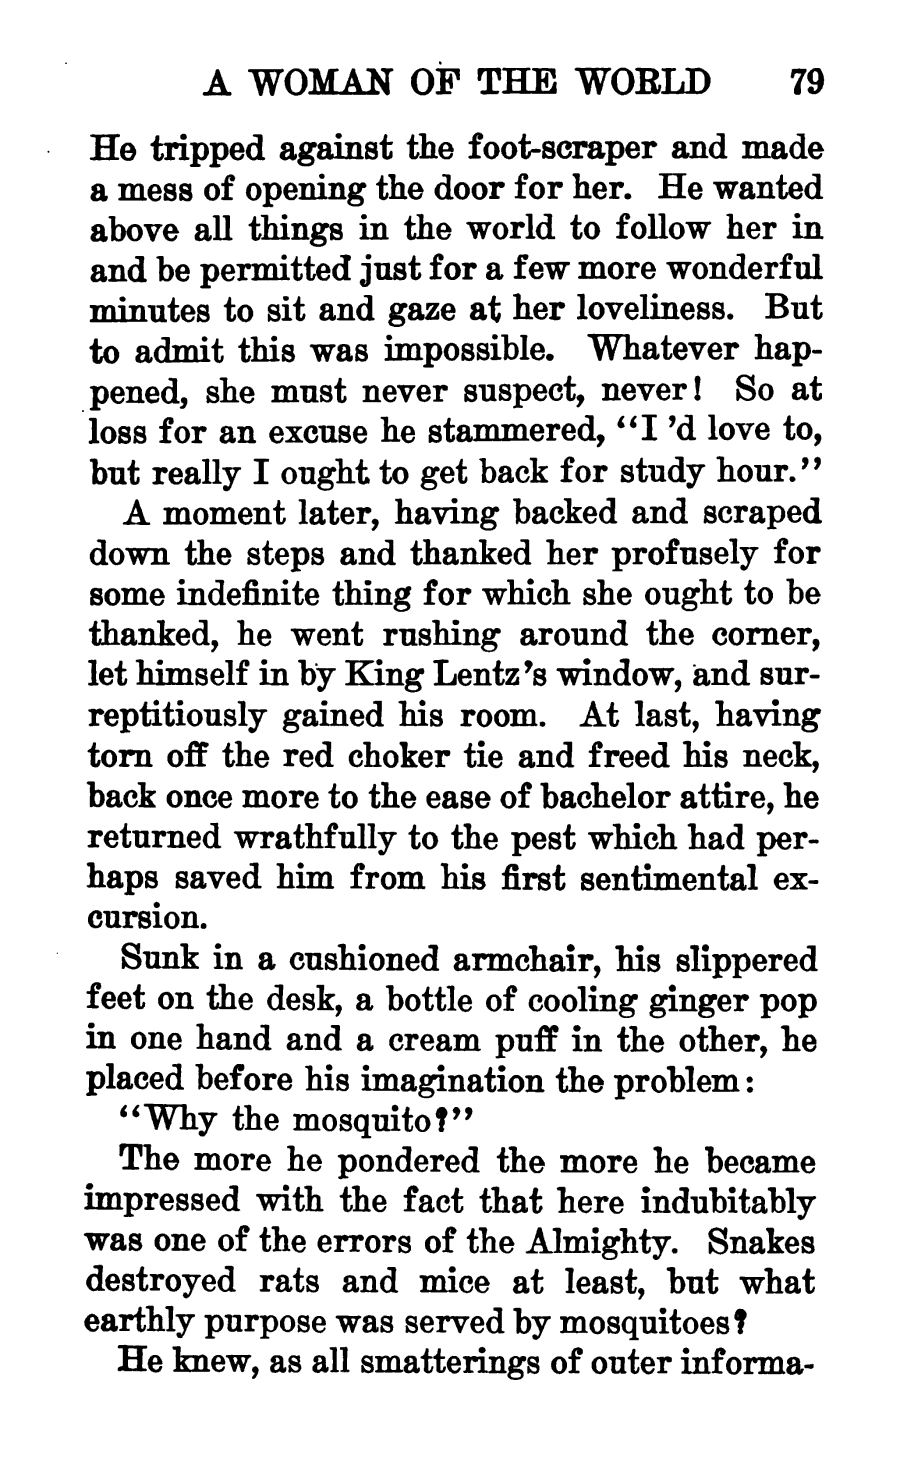 A WOMAN OF THE WORLD 79
He tripped against the foot-scraper and made
a mess of opening the door for her. He wanted
above all things in the world to follow her in
and be permitted just for a few more wonderful
minutes to sit and gaze at her loveliness. But
to admit this was impossible. Whatever hap-
pened, she must never suspect, never! So at
loss for an excuse he stammered, "I 'd love to,
but really I ought to get back for study hour."
A moment later, having backed and scraped
down the steps and thanked her profusely for
some indefinite thing for which she ought to be
thanked, he went rushing around the corner,
let himself in by King Lentz's window, and sur-
reptitiously gained his room. At last, having
torn off the red choker tie and freed his neck,
back once more to the ease of bachelor attire, he
returned wrathfully to the pest which had per-
haps saved him from his first sentimental ex-
cursion.
Sunk in a cushioned armchair, his slippered
feet on the desk, a bottle of cooling ginger pop
in one hand and a cream puff in the other, he
placed before his imagination the problem:
"Why the mosquito?"
The more he pondered the more he became
impressed with the fact that here indubitably
was one of the errors of the Almighty. Snakes
destroyed rats and mice at least, but what
earthly purpose was served by mosquitoes?
He knew, as all smatterings of outer informa-